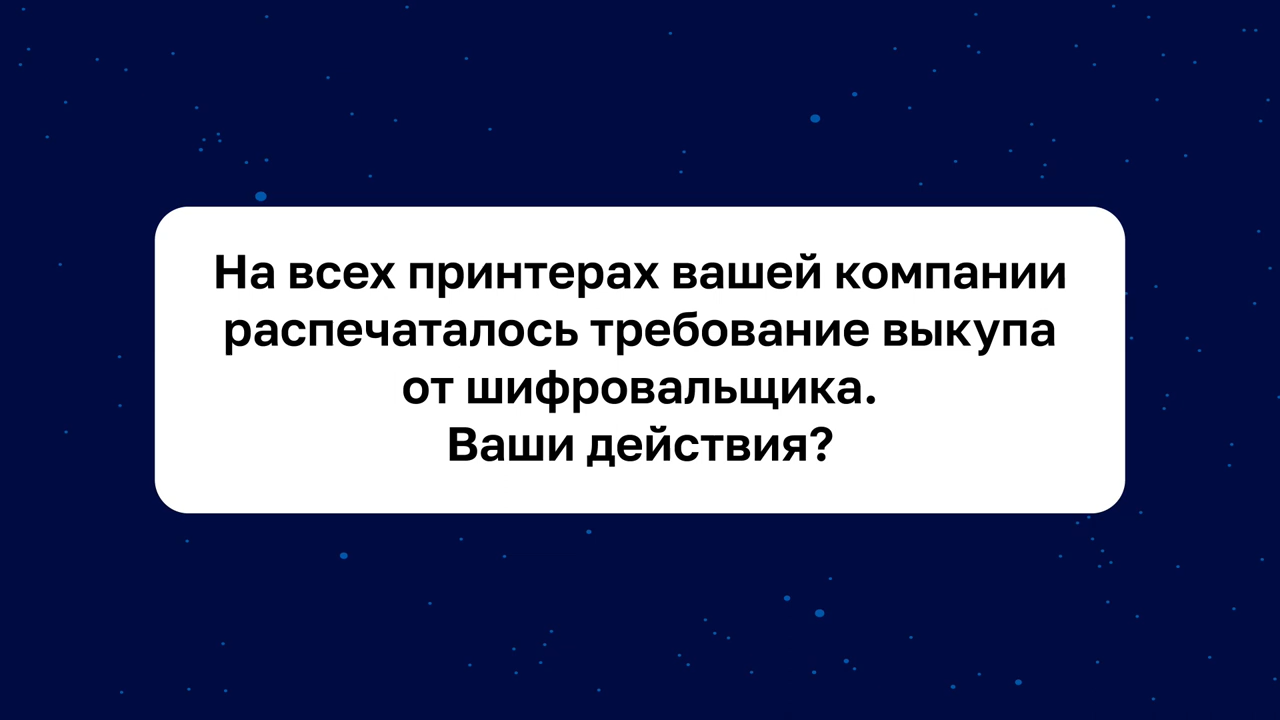 На всех принтерах вашей компании
распечаталось требование выкупа
от шифровальщика.
Ваши действия?